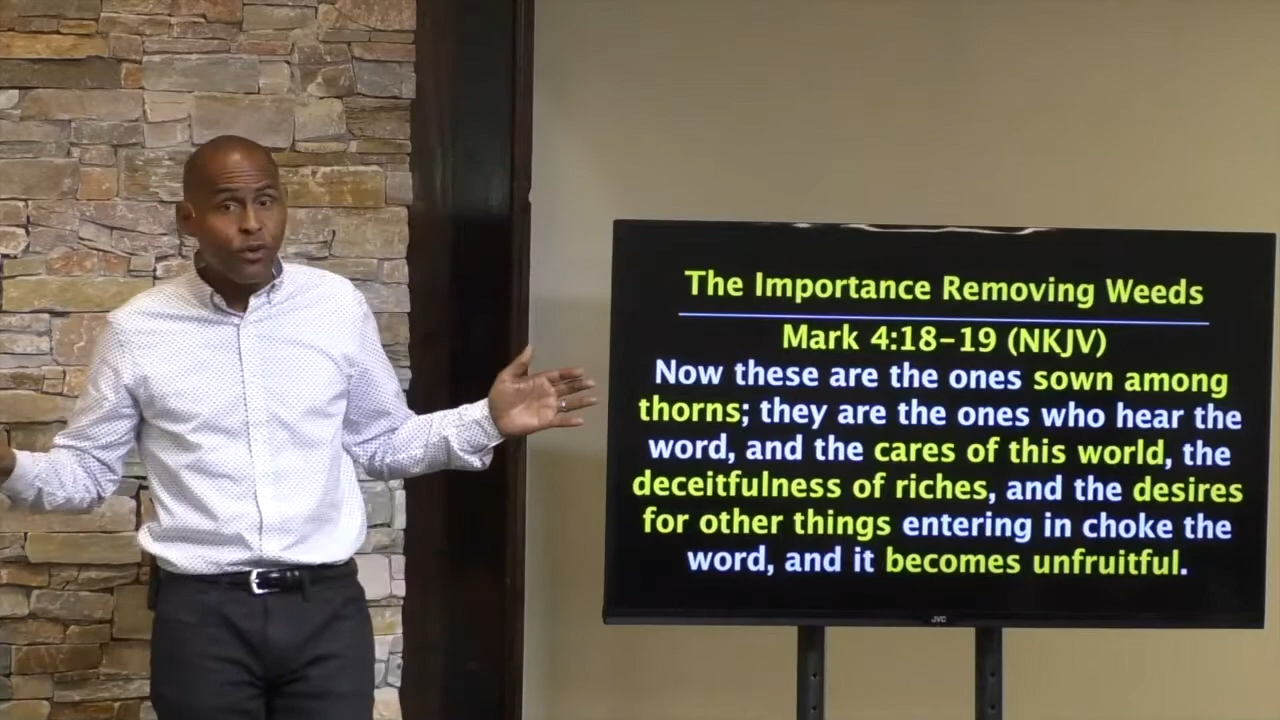 The Importance Removing Weeds
Mark 4:18-19 (NKJV)
Now these are the ones sown among
thorns; they are the ones who hear the
word, and the cares of this world, the
deceitfulness of riches, and the desires
for other things entering in choke the
word, and it becomes unfruitful.
JVC